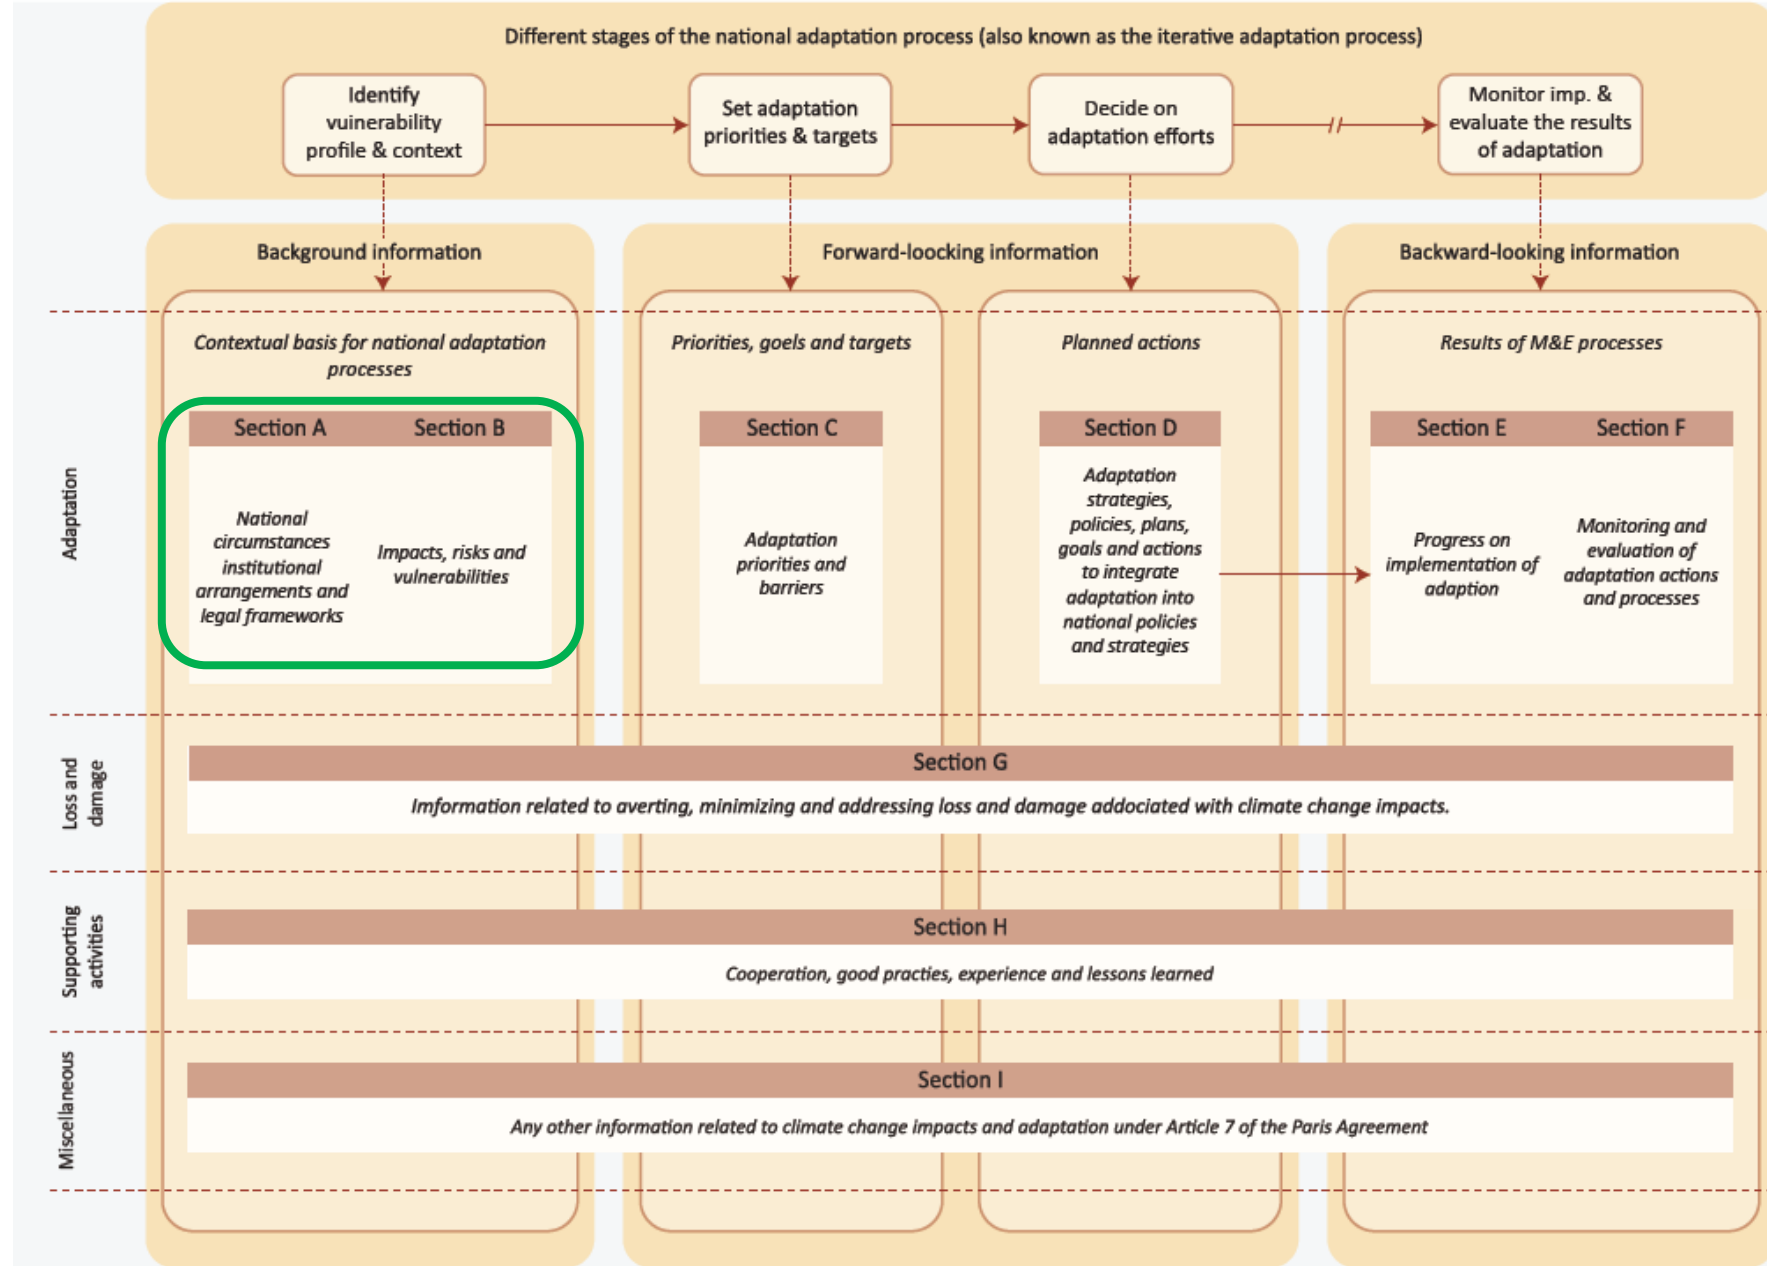 Different stages of the national adaptation process (also known as the iterative adaptation process)
Identify
vuinerability
profile & context
Set adaptation
priorities & targets
Decide on
adaptation efforts
Monitor imp. &
evaluate the results
of adaptation
Background information
Forward-loocking information
Backward-looking information
Adaptation
Contextual basis for national adaptation
processes
Priorities, goels and targets
Planned actions
Results of M&E processes
Section A
Section B
Section C
Section D
Section E
Section F
National
circumstances
institutional
arrangements and
legal frameworks
Impacts, risks and
vulnerabilities
Adaptation
priorities and
barriers
Adaptation
strategies,
policies, plans,
goals and actions
to integrate
adaptation into
national policies
and strategies
Progress on
implementation of
adaption
Monitoring and
evaluation of
adaptation actions
and processes
Loss and
damage
Section G
Imformation related to averting, minimizing and addressing loss and damage addociated with climate change impacts.
Supporting
activities
Section H
Cooperation, good practies, experience and lessons learned
Miscellaneous
Section I
Any other information related to climate change impacts and adaptation under Article 7 of the Paris Agreement